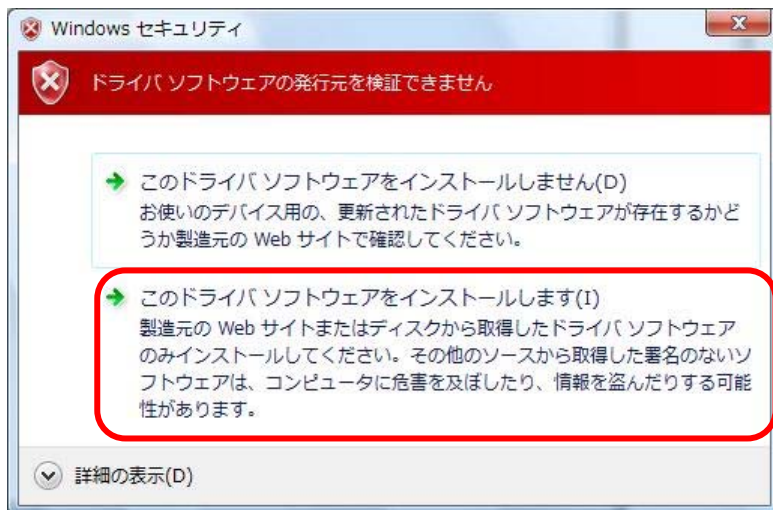 Windows セキュリティ
ドライバ ソフトウェアの発行元を検証できません
このドライバ ソフトウェアをインストールしません(D)
お使いのデバイス用の、更新されたドライバ ソフトウェアが存在するかど
うか製造元の Web サイトで確認してください。
このドライバ ソフトウェアをインストールします(I)
製造元の Web サイトまたはディスクから取得したドライバ ソフトウェア
のみインストールしてください。その他のソースから取得した署名のないソ
フトウェアは、コンピュータに危害を及ぼしたり、情報を盗んだりする可能
性があります。
詳細の表示(D)